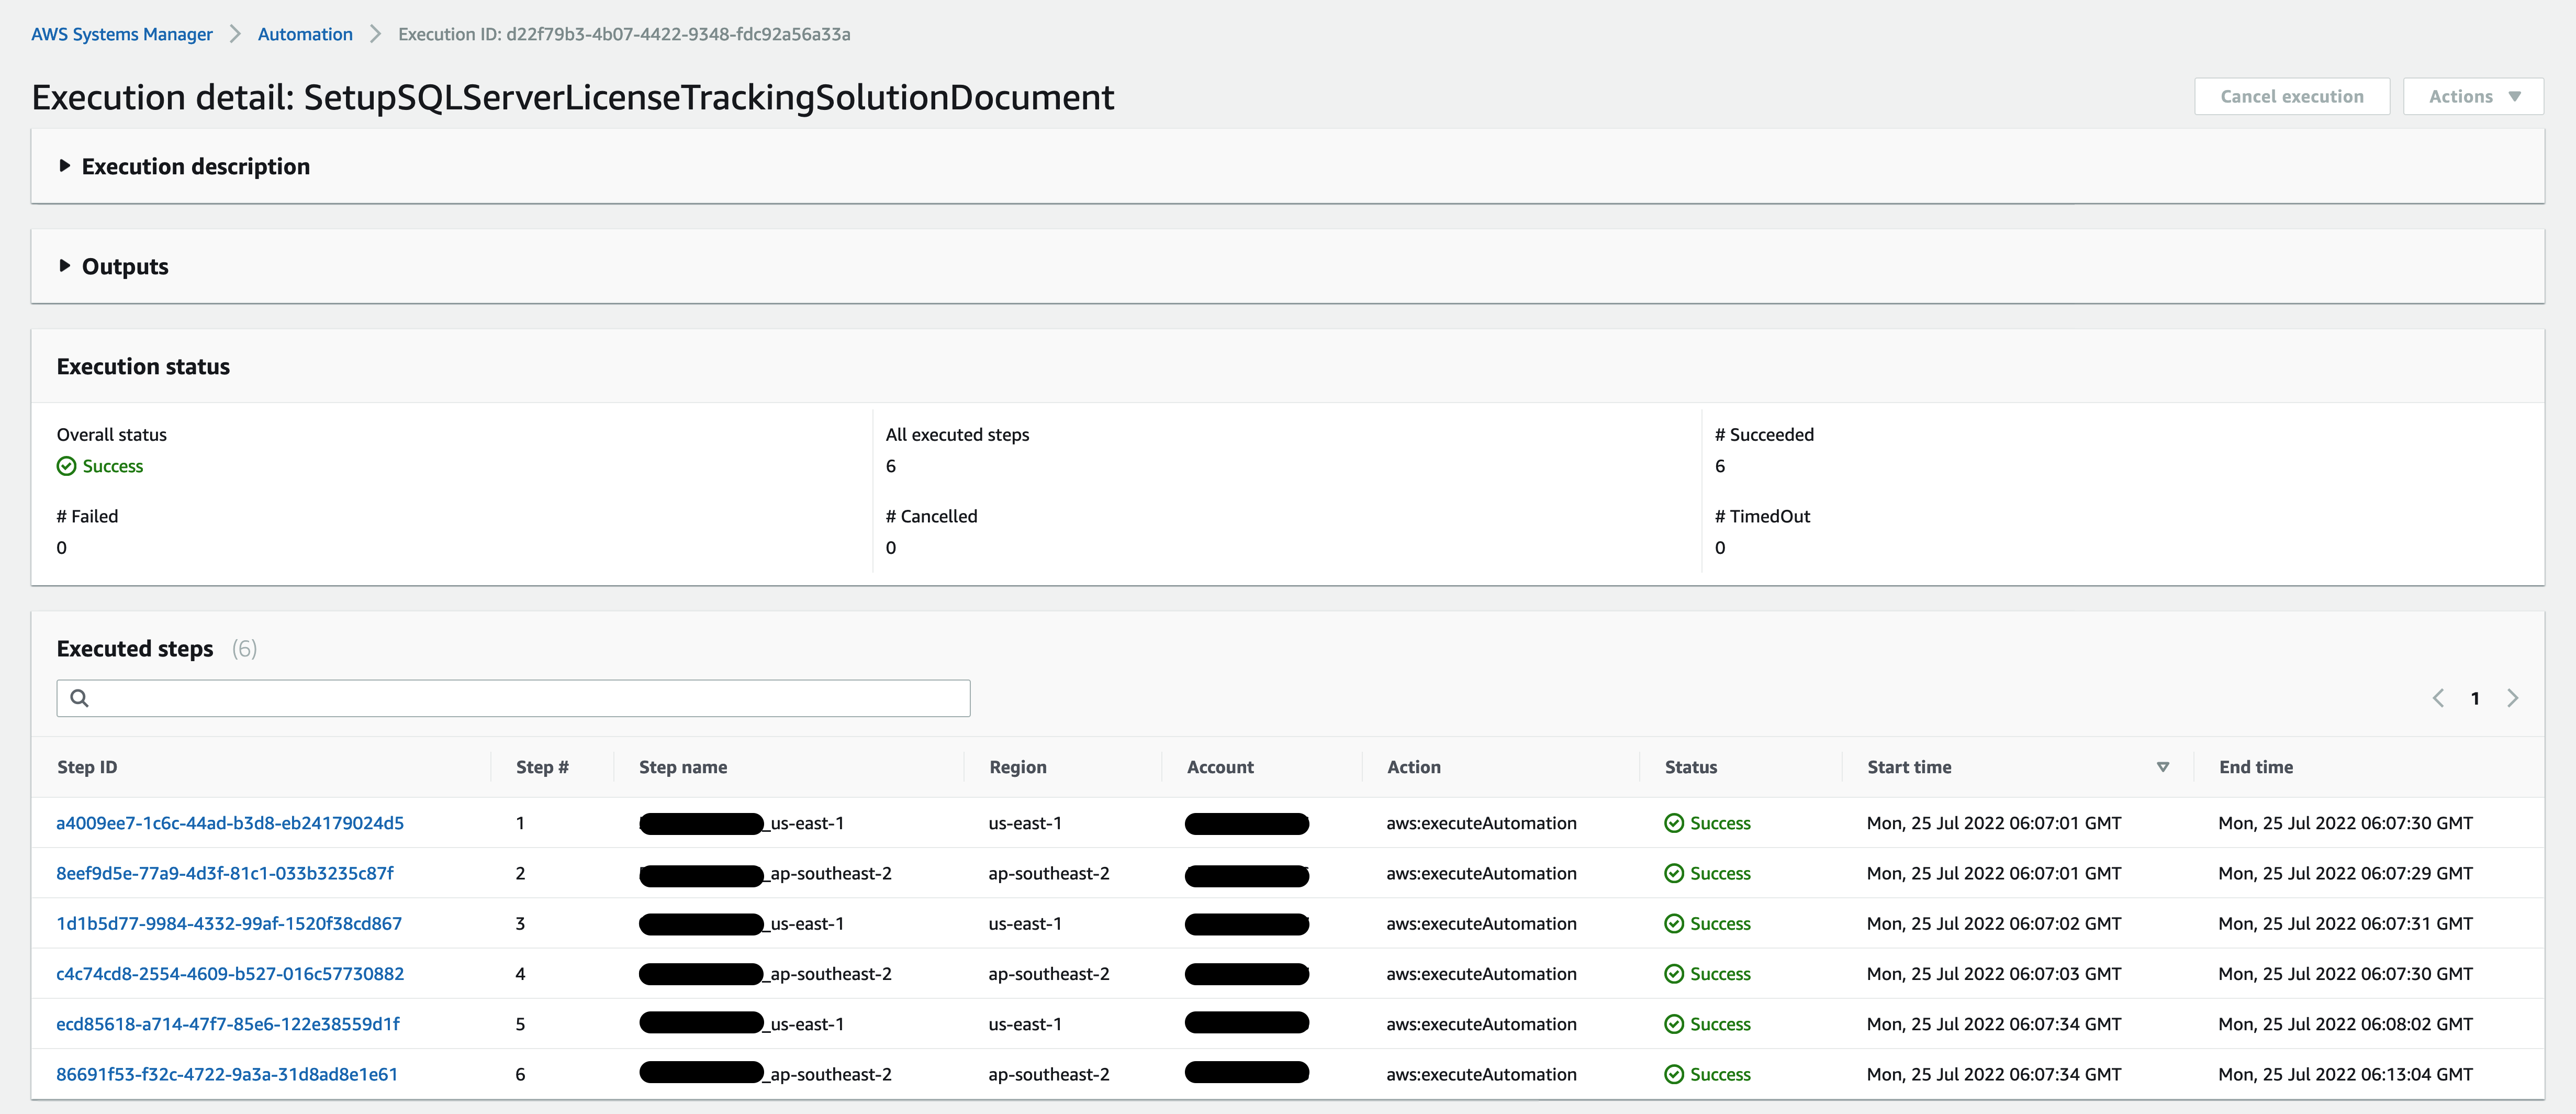 AWS Systems Manager > Automation > Execution ID: d22f79b3-4b07-4422-9348-fdc92a56a33a
Execution detail: SetupSQLServerLicenseTrackingSolutionDocument
Cancel execution
Actions
Execution description
Outputs
Execution status
Overall status
Success
All executed steps
6
# Succeeded
6
# Failed
0
# Cancelled
0
# TimedOut
0
Executed steps (6)
1
Step ID Step # Step name Region Account Action Status Start time End time
a4009ee7-1c6c-44ad-b3d8-eb24179024d5 1 _us-east-1 us-east-1 aws:executeAutomation Success Mon, 25 Jul 2022 06:07:01 GMT Mon, 25 Jul 2022 06:07:30 GMT
8eef9d5e-77a9-4d3f-81c1-033b3235c87f 2 _ap-southeast-2 ap-southeast-2 aws:executeAutomation Success Mon, 25 Jul 2022 06:07:01 GMT Mon, 25 Jul 2022 06:07:29 GMT
1d1b5d77-9984-4332-99af-1520f38cd867 3 _us-east-1 us-east-1 aws:executeAutomation Success Mon, 25 Jul 2022 06:07:02 GMT Mon, 25 Jul 2022 06:07:31 GMT
c4c74cd8-2554-4609-b527-016c57730882 4 _ap-southeast-2 ap-southeast-2 aws:executeAutomation Success Mon, 25 Jul 2022 06:07:03 GMT Mon, 25 Jul 2022 06:07:30 GMT
ecd85618-a714-47f7-85e6-122e38559d1f 5 _us-east-1 us-east-1 aws:executeAutomation Success Mon, 25 Jul 2022 06:07:34 GMT Mon, 25 Jul 2022 06:08:02 GMT
86691f53-f32c-4722-9a3a-31d8ad8e1e61 6 _ap-southeast-2 ap-southeast-2 aws:executeAutomation Success Mon, 25 Jul 2022 06:07:34 GMT Mon, 25 Jul 2022 06:13:04 GMT